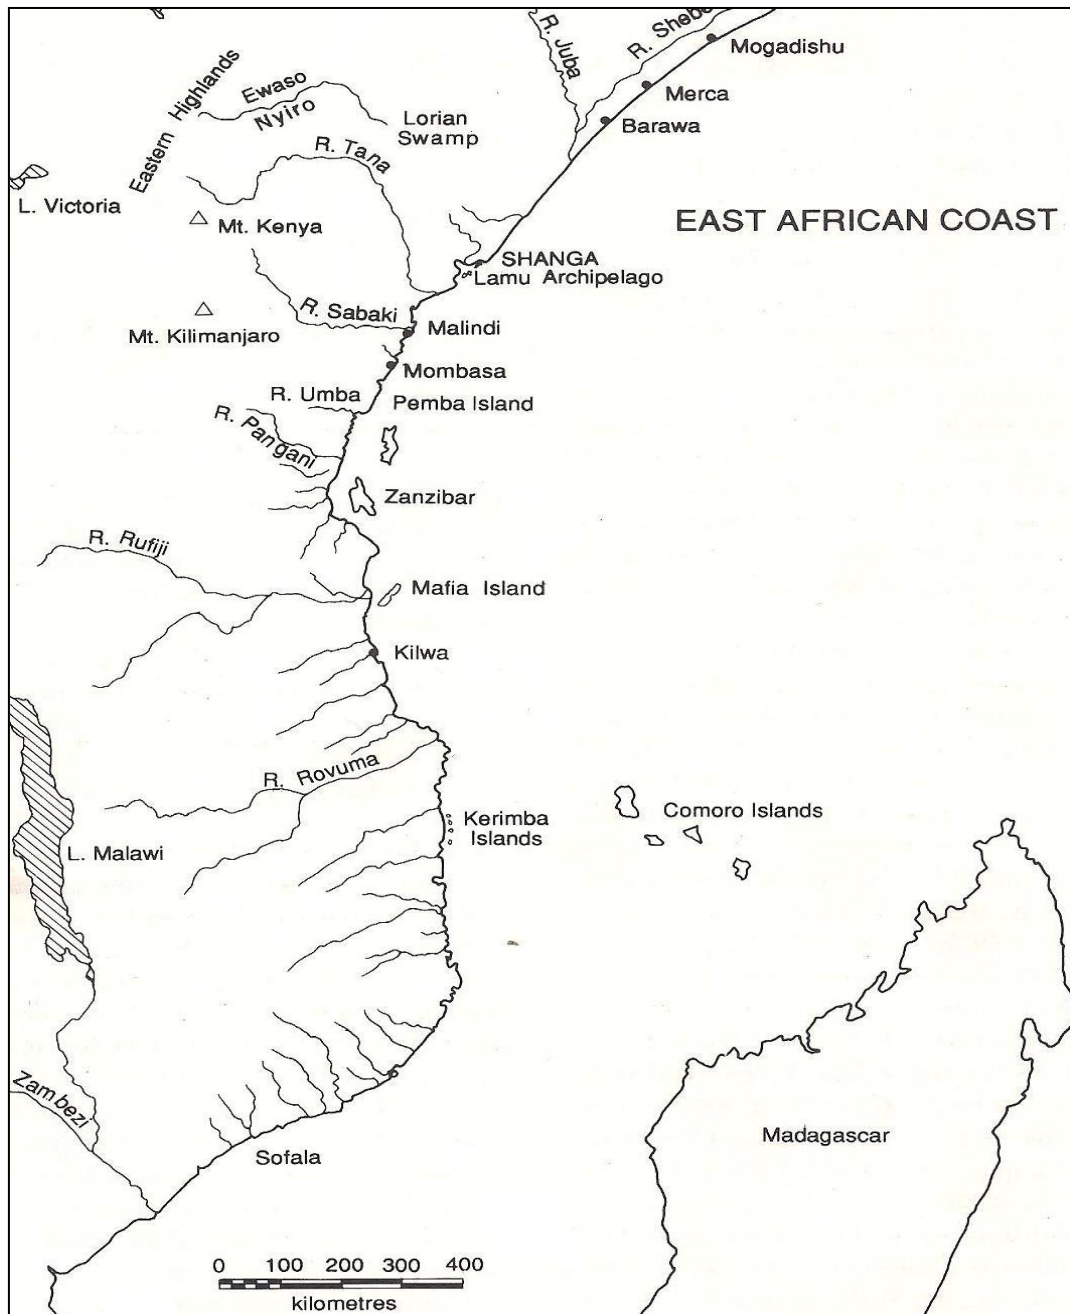 R. Juba
R. Shebe
Mogadishu
Merca
Barawa
Eastern Highlands
Ewaso
Nyiro
Lorian
Swamp
R. Tana
L. Victoria
Mt. Kenya
EAST AFRICAN COAST
SHANGA
Lamu Archipelago
R. Sabaki
Malindi
Mt. Kilimanjaro
Mombasa
R. Umba
Pemba Island
R. Pangani
Zanzibar
R. Rufiji
Mafia Island
Kilwa
R. Rovuma
Kerimba
Islands
Comoro Islands
L. Malawi
Zambezi
Madagascar
Sofala
0 100 200 300 400
kilometres